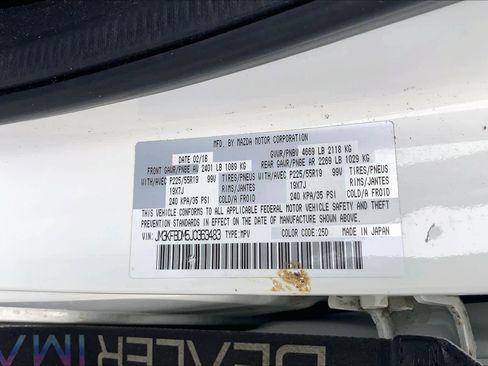 MFD. BY MAZDA MOTOR CORPORATION
DATE 02/18 GVWR/PNBV 4669 LB 2118 KG
FRONT GAWR/PNBE AV 2401 LB 1089 KG REAR GAWR/PNBE AR 2269 LB 1029 KG
WITH/AVEC P225/55R19 99V TIRES/PNEUS WITH/AVEC P225/55R19 99V TIRES/PNEUS
19X7J RIMS/JANTES 19X7J RIMS/JANTES
240 KPA/35 PSI COLD/A FROID 240 KPA/35 PSI COLD/A FROID
THIS VEHICLE CONFORMS TO ALL APPLICABLE FEDERAL MOTOR VEHICLE SAFETY AND THEFT
PREVENTION STANDARDS IN EFFECT ON THE DATE OF MANUFACTURE SHOWN ABOVE.
VIN: JM3KFBDM5J0363483 TYPE:MPV COLOR CODE:25D MADE IN JAPAN
DEALERIMA